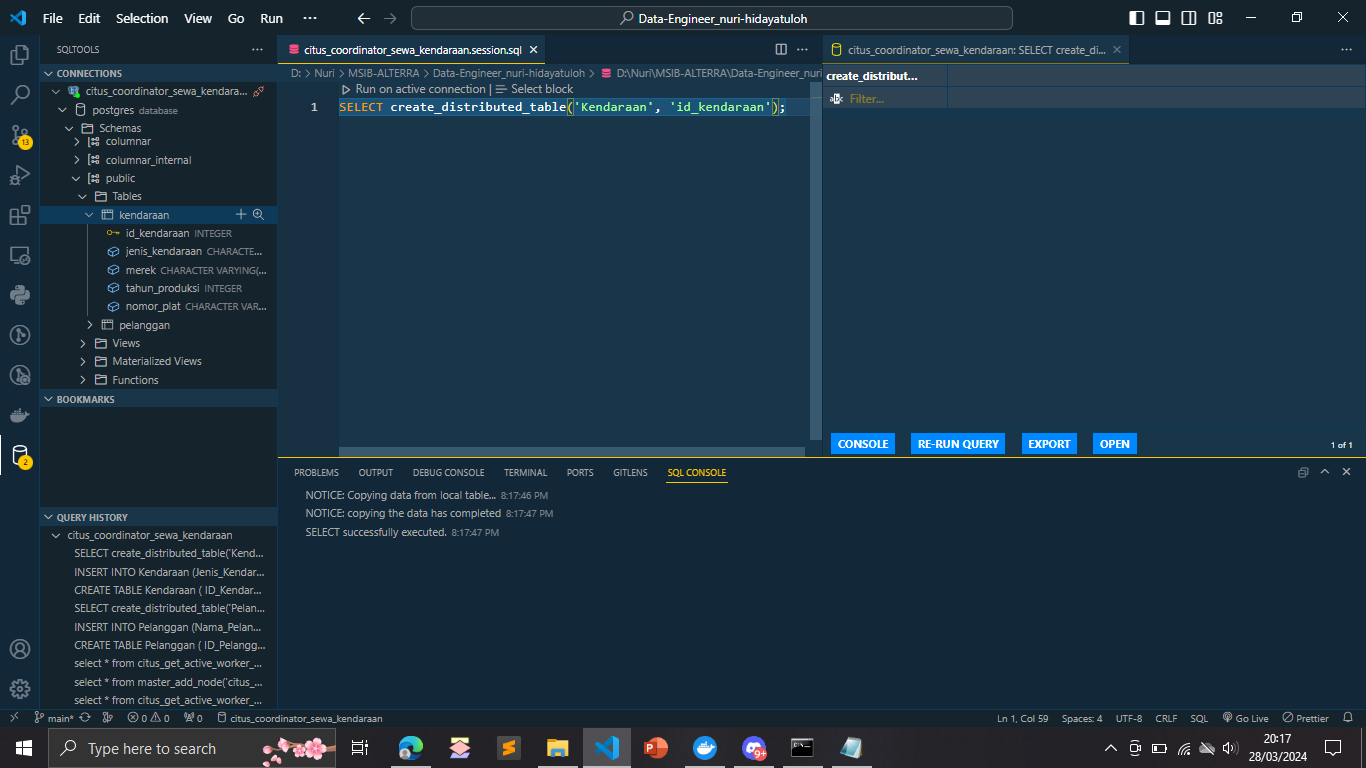 File Edit Selection View Go Run ··· Data-Engineer_nuri-hidayatuloh
SQLTOOLS
CONNECTIONS
citus_coordinator_sewa_kendara...
postgres database
Schemas
columnar
columnar_internal
public
Tables
kendaraan
id_kendaraan INTEGER
jenis_kendaraan CHARACTE...
merek CHARACTER VARYING(...
tahun_produksi INTEGER
nomor_plat CHARACTER VAR...
pelanggan
Views
Materialized Views
Functions
BOOKMARKS
QUERY HISTORY
citus_coordinator_sewa_kendaraan
SELECT create_distributed_table('Kend...
INSERT INTO Kendaraan (Jenis_Kendar...
CREATE TABLE Kendaraan ( ID_Kendar...
SELECT create_distributed_table('Pelan...
INSERT INTO Pelanggan (Nama_Pelan...
CREATE TABLE Pelanggan ( ID_Pelangg...
select * from citus_get_active_worker_...
select * from master_add_node('citus_...
select * from citus_get_active_worker_...
13
2
citus_coordinator_sewa_kendaraan.session.sql
D: > Nuri > MSIB-ALTERRA > Data-Engineer_nuri-hidayatuloh > D:\Nuri\MSIB-ALTERRA\Data-Engineer_nuri
Run on active connection | Select block
1 SELECT create_distributed_table('Kendaraan', 'id_kendaraan');
citus_coordinator_sewa_kendaraan: SELECT create_di...
create_distribut...
Filter...
CONSOLE RE-RUN QUERY EXPORT OPEN 1 of 1
PROBLEMS OUTPUT DEBUG CONSOLE TERMINAL PORTS GITLENS SQL CONSOLE
NOTICE: Copying data from local table... 8:17:46 PM
NOTICE: copying the data has completed 8:17:47 PM
SELECT successfully executed. 8:17:47 PM
main* 0 0 0 citus_coordinator_sewa_kendaraan Ln 1, Col 59 Spaces: 4 UTF-8 CRLF SQL Go Live Prettier
Type here to search
9+
20:17
28/03/2024